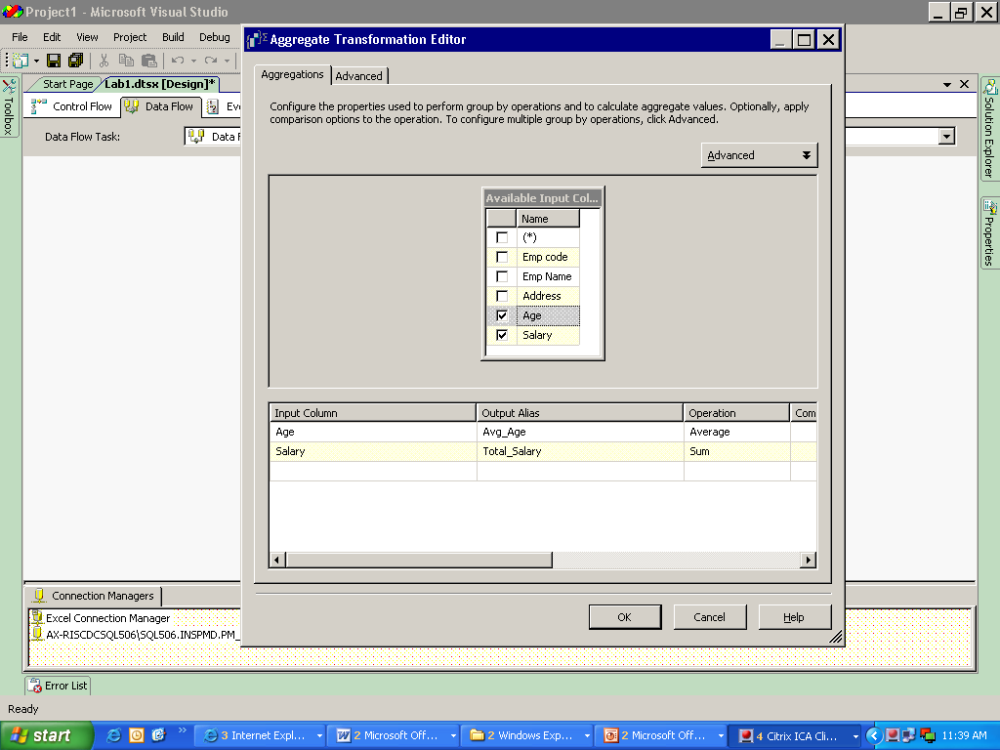 Project1 - Microsoft Visual Studio
File Edit View Project Build Debug
Start Page Lab1.dtsx [Design]*
Control Flow Data Flow Eve
Data Flow Task: Data F
Toolbox
Solution Explorer
Properties
Aggregate Transformation Editor
Aggregations Advanced
Configure the properties used to perform group by operations and to calculate aggregate values. Optionally, apply
comparison options to the operation. To configure multiple group by operations, click Advanced.
Advanced
Available Input Col...
Name
(*)
Emp code
Emp Name
Address
Age
Salary
Input Column Output Alias Operation Com
Age Avg_Age Average
Salary Total_Salary Sum
OK Cancel Help
Connection Managers
Excel Connection Manager
AX-RISCDCSQL506\SQL506.INSPMD.PM_
Error List
Ready
start 3 Internet Expl... 2 Microsoft Off... 2 Windows Exp... 2 Microsoft Off... 4 Citrix ICA Cli... 11:39 AM